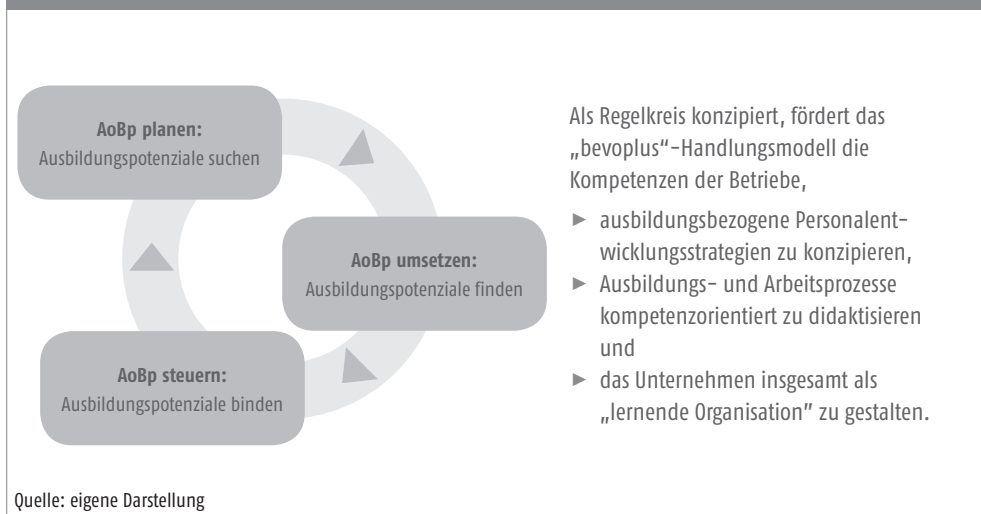 AoBp planen:
Ausbildungspotenziale suchen
AoBp umsetzen:
Ausbildungspotenziale finden
AoBp steuern:
Ausbildungspotenziale binden
Als Regelkreis konzipiert, fördert das
„bevoplus“-Handlungsmodell die
Kompetenzen der Betriebe,
► ausbildungsbezogene Personalent-
wicklungsstrategien zu konzipieren,
► Ausbildungs- und Arbeitsprozesse
kompetenzorientiert zu didaktisieren
und
► das Unternehmen insgesamt als
„lernende Organisation” zu gestalten.
Quelle: eigene Darstellung